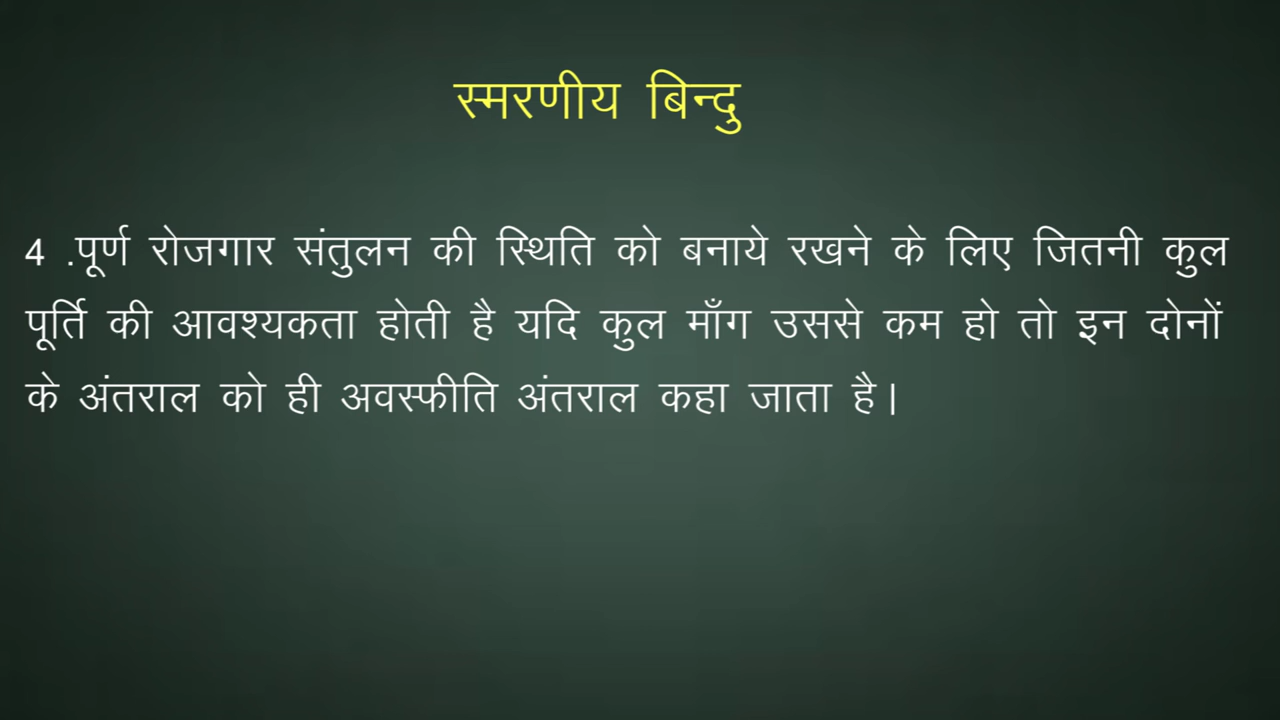 स्मरणीय बिन्दु
4 .पूर्ण रोजगार संतुलन की स्थिति को बनाये रखने के लिए जितनी कुल
पूर्ति की आवश्यकता होती है यदि कुल माँग उससे कम हो तो इन दोनों
के अंतराल को ही अवस्फीति अंतराल कहा जाता है।